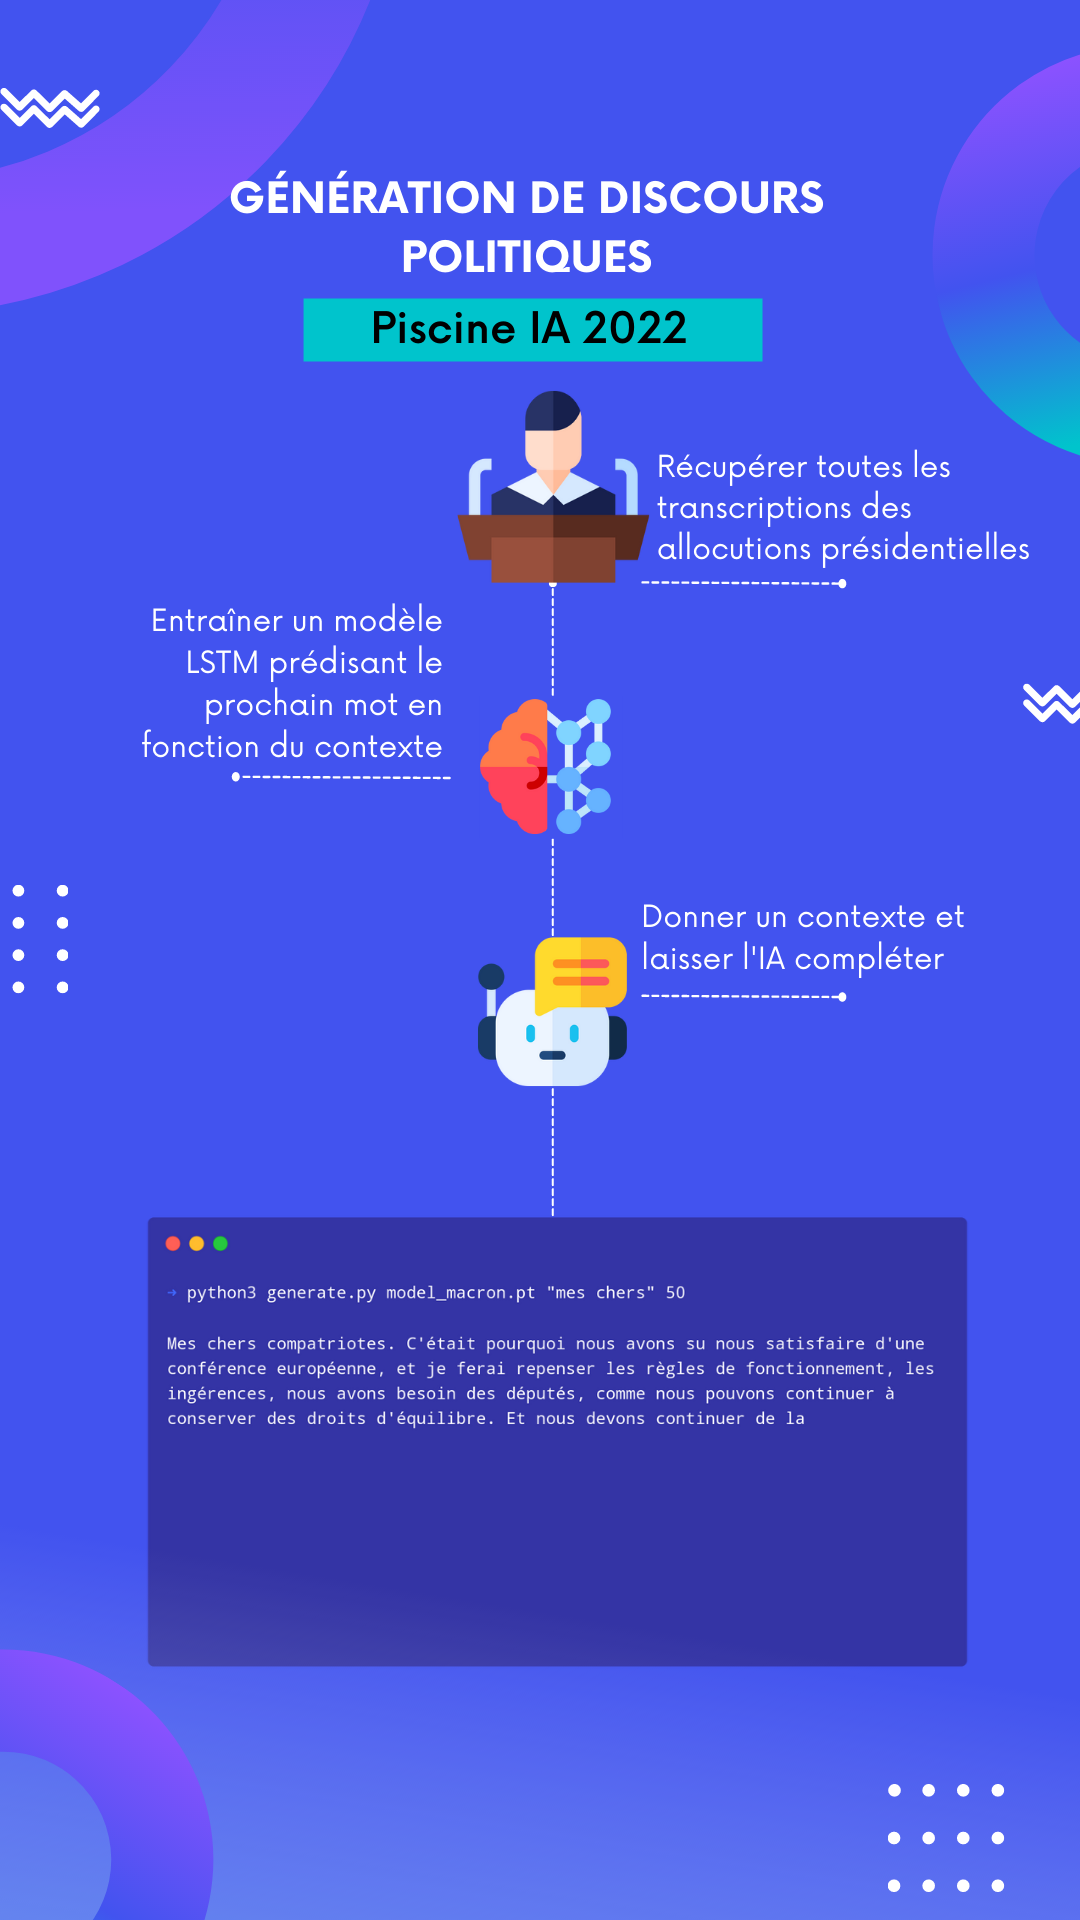 GÉNÉRATION DE DISCOURS
POLITIQUES
Piscine IA 2022
Récupérer toutes les
transcriptions des
allocutions présidentielles
Entraîner un modèle
LSTM prédisant le
prochain mot en
fonction du contexte
Donner un contexte et
laisser l'IA compléter
➜ python3 generate.py model_macron.pt "mes chers" 50
Mes chers compatriotes. C'était pourquoi nous avons su nous satisfaire d'une
conférence européenne, et je ferai repenser les règles de fonctionnement, les
ingérences, nous avons besoin des députés, comme nous pouvons continuer à
conserver des droits d'équilibre. Et nous devons continuer de la